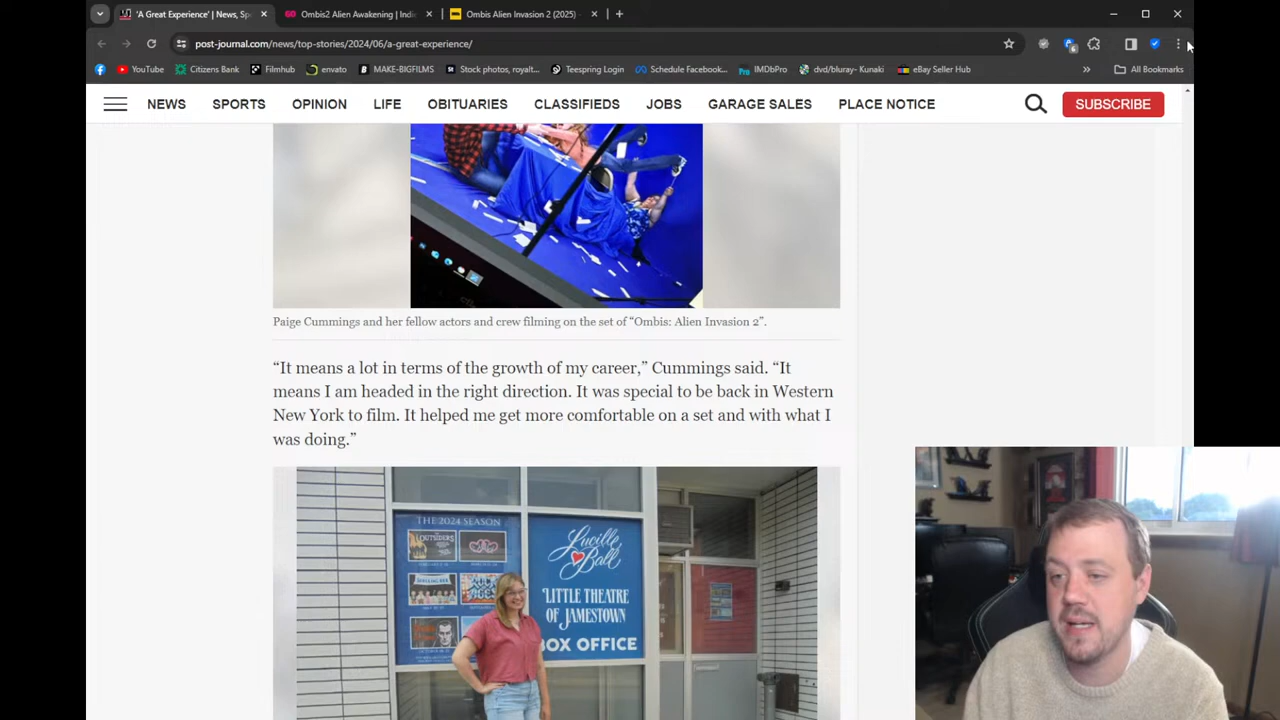 'A Great Experience' | News, Sp
Ombis2 Alien Awakening | Indie
Ombis Alien Invasion 2 (2025)
post-journal.com/news/top-stories/2024/06/a-great-experience/
YouTube
Citizens Bank
Filmhub
envato
MAKE-BIGFILMS
Stock photos, royalt...
Teespring Login
Schedule Facebook...
IMDbPro
dvd/bluray- Kunaki
eBay Seller Hub
All Bookmarks
NEWS SPORTS OPINION LIFE OBITUARIES CLASSIFIEDS JOBS GARAGE SALES PLACE NOTICE SUBSCRIBE
Paige Cummings and her fellow actors and crew filming on the set of “Ombis: Alien Invasion 2”.
“It means a lot in terms of the growth of my career,” Cummings said. “It
means I am headed in the right direction. It was special to be back in Western
New York to film. It helped me get more comfortable on a set and with what I
was doing.”
THE 2024 SEASON
OUTSIDERS
Lucille
Ball
LITTLE THEATRE
OF JAMESTOWN
BOX OFFICE